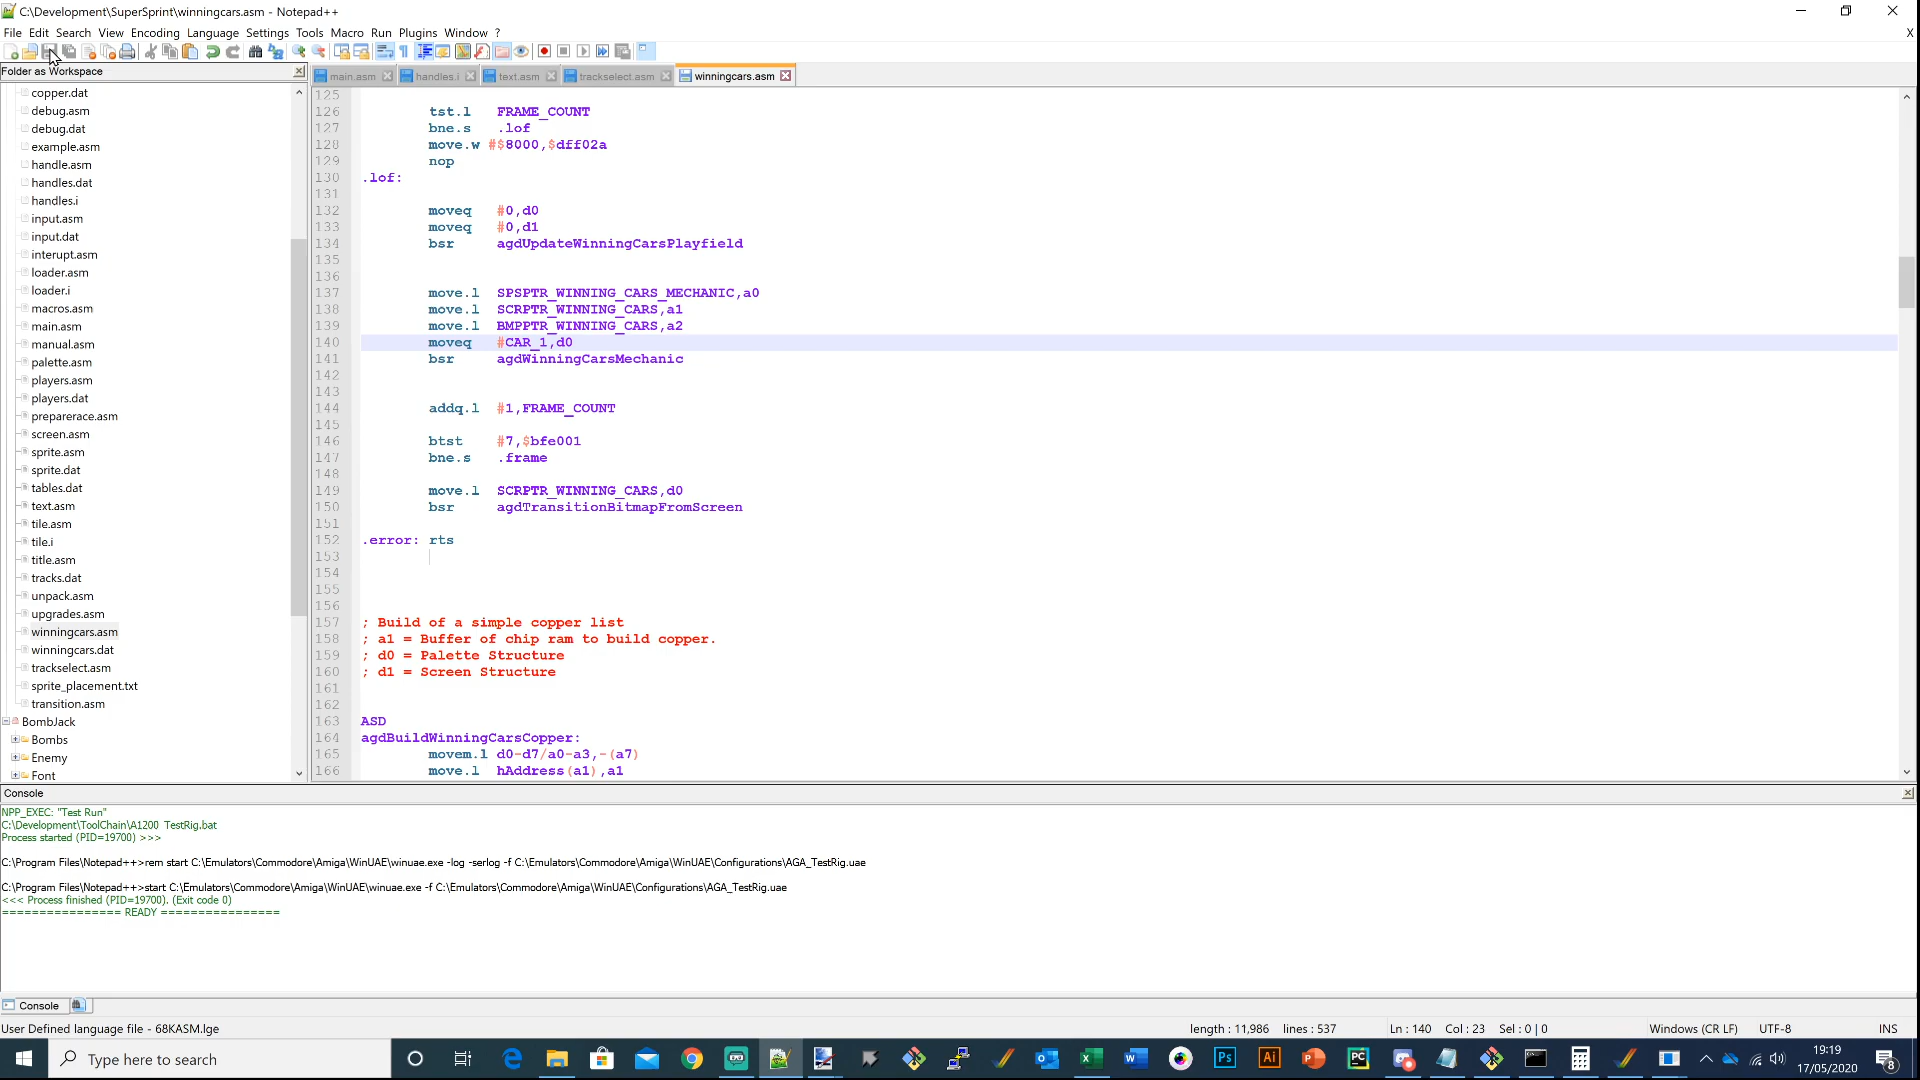 C:\Development\SuperSprint\winningcars.asm - Notepad++
File Edit Search View Encoding Language Settings Tools Macro Run Plugins Window ?
X
Folder as Workspace
main.asm handles.i text.asm trackselect.asm winningcars.asm
copper.dat
debug.asm
debug.dat
example.asm
handle.asm
handles.dat
handles.i
input.asm
input.dat
interupt.asm
loader.asm
loader.i
macros.asm
main.asm
manual.asm
palette.asm
players.asm
players.dat
preparerace.asm
screen.asm
sprite.asm
sprite.dat
tables.dat
text.asm
tile.asm
tile.i
title.asm
tracks.dat
unpack.asm
upgrades.asm
winningcars.asm
winningcars.dat
trackselect.asm
sprite_placement.txt
transition.asm
BombJack
Bombs
Enemy
Font
125
126 tst.l FRAME_COUNT
127 bne.s .lof
128 move.w #$8000,$dff02a
129 nop
130 .lof:
131
132 moveq #0,d0
133 moveq #0,d1
134 bsr agdUpdateWinningCarsPlayfield
135
136
137 move.l SPSPTR_WINNING_CARS_MECHANIC,a0
138 move.l SCRPTR_WINNING_CARS,a1
139 move.l BMPPTR_WINNING_CARS,a2
140 moveq #CAR_1,d0
141 bsr agdWinningCarsMechanic
142
143
144 addq.l #1,FRAME_COUNT
145
146 btst #7,$bfe001
147 bne.s .frame
148
149 move.l SCRPTR_WINNING_CARS,d0
150 bsr agdTransitionBitmapFromScreen
151
152 .error: rts
153
154
155
156
157 ; Build of a simple copper list
158 ; a1 = Buffer of chip ram to build copper.
159 ; d0 = Palette Structure
160 ; d1 = Screen Structure
161
162
163 ASD
164 agdBuildWinningCarsCopper:
165 movem.l d0-d7/a0-a3,-(a7)
166 move.l hAddress(a1),a1
Console
NPP_EXEC: "Test Run"
C:\Development\ToolChain\A1200_TestRig.bat
Process started (PID=19700) >>>
C:\Program Files\Notepad++>rem start C:\Emulators\Commodore\Amiga\WinUAE\winuae.exe -log -serlog -f C:\Emulators\Commodore\Amiga\WinUAE\Configurations\AGA_TestRig.uae
C:\Program Files\Notepad++>start C:\Emulators\Commodore\Amiga\WinUAE\winuae.exe -f C:\Emulators\Commodore\Amiga\WinUAE\Configurations\AGA_TestRig.uae
<<< Process finished (PID=19700). (Exit code 0)
================ READY ================
Console
User Defined language file - 68KASM.lge length : 11,986 lines : 537 Ln : 140 Col : 23 Sel : 0 | 0 Windows (CR LF) UTF-8 INS
Type here to search
19:19
17/05/2020
8